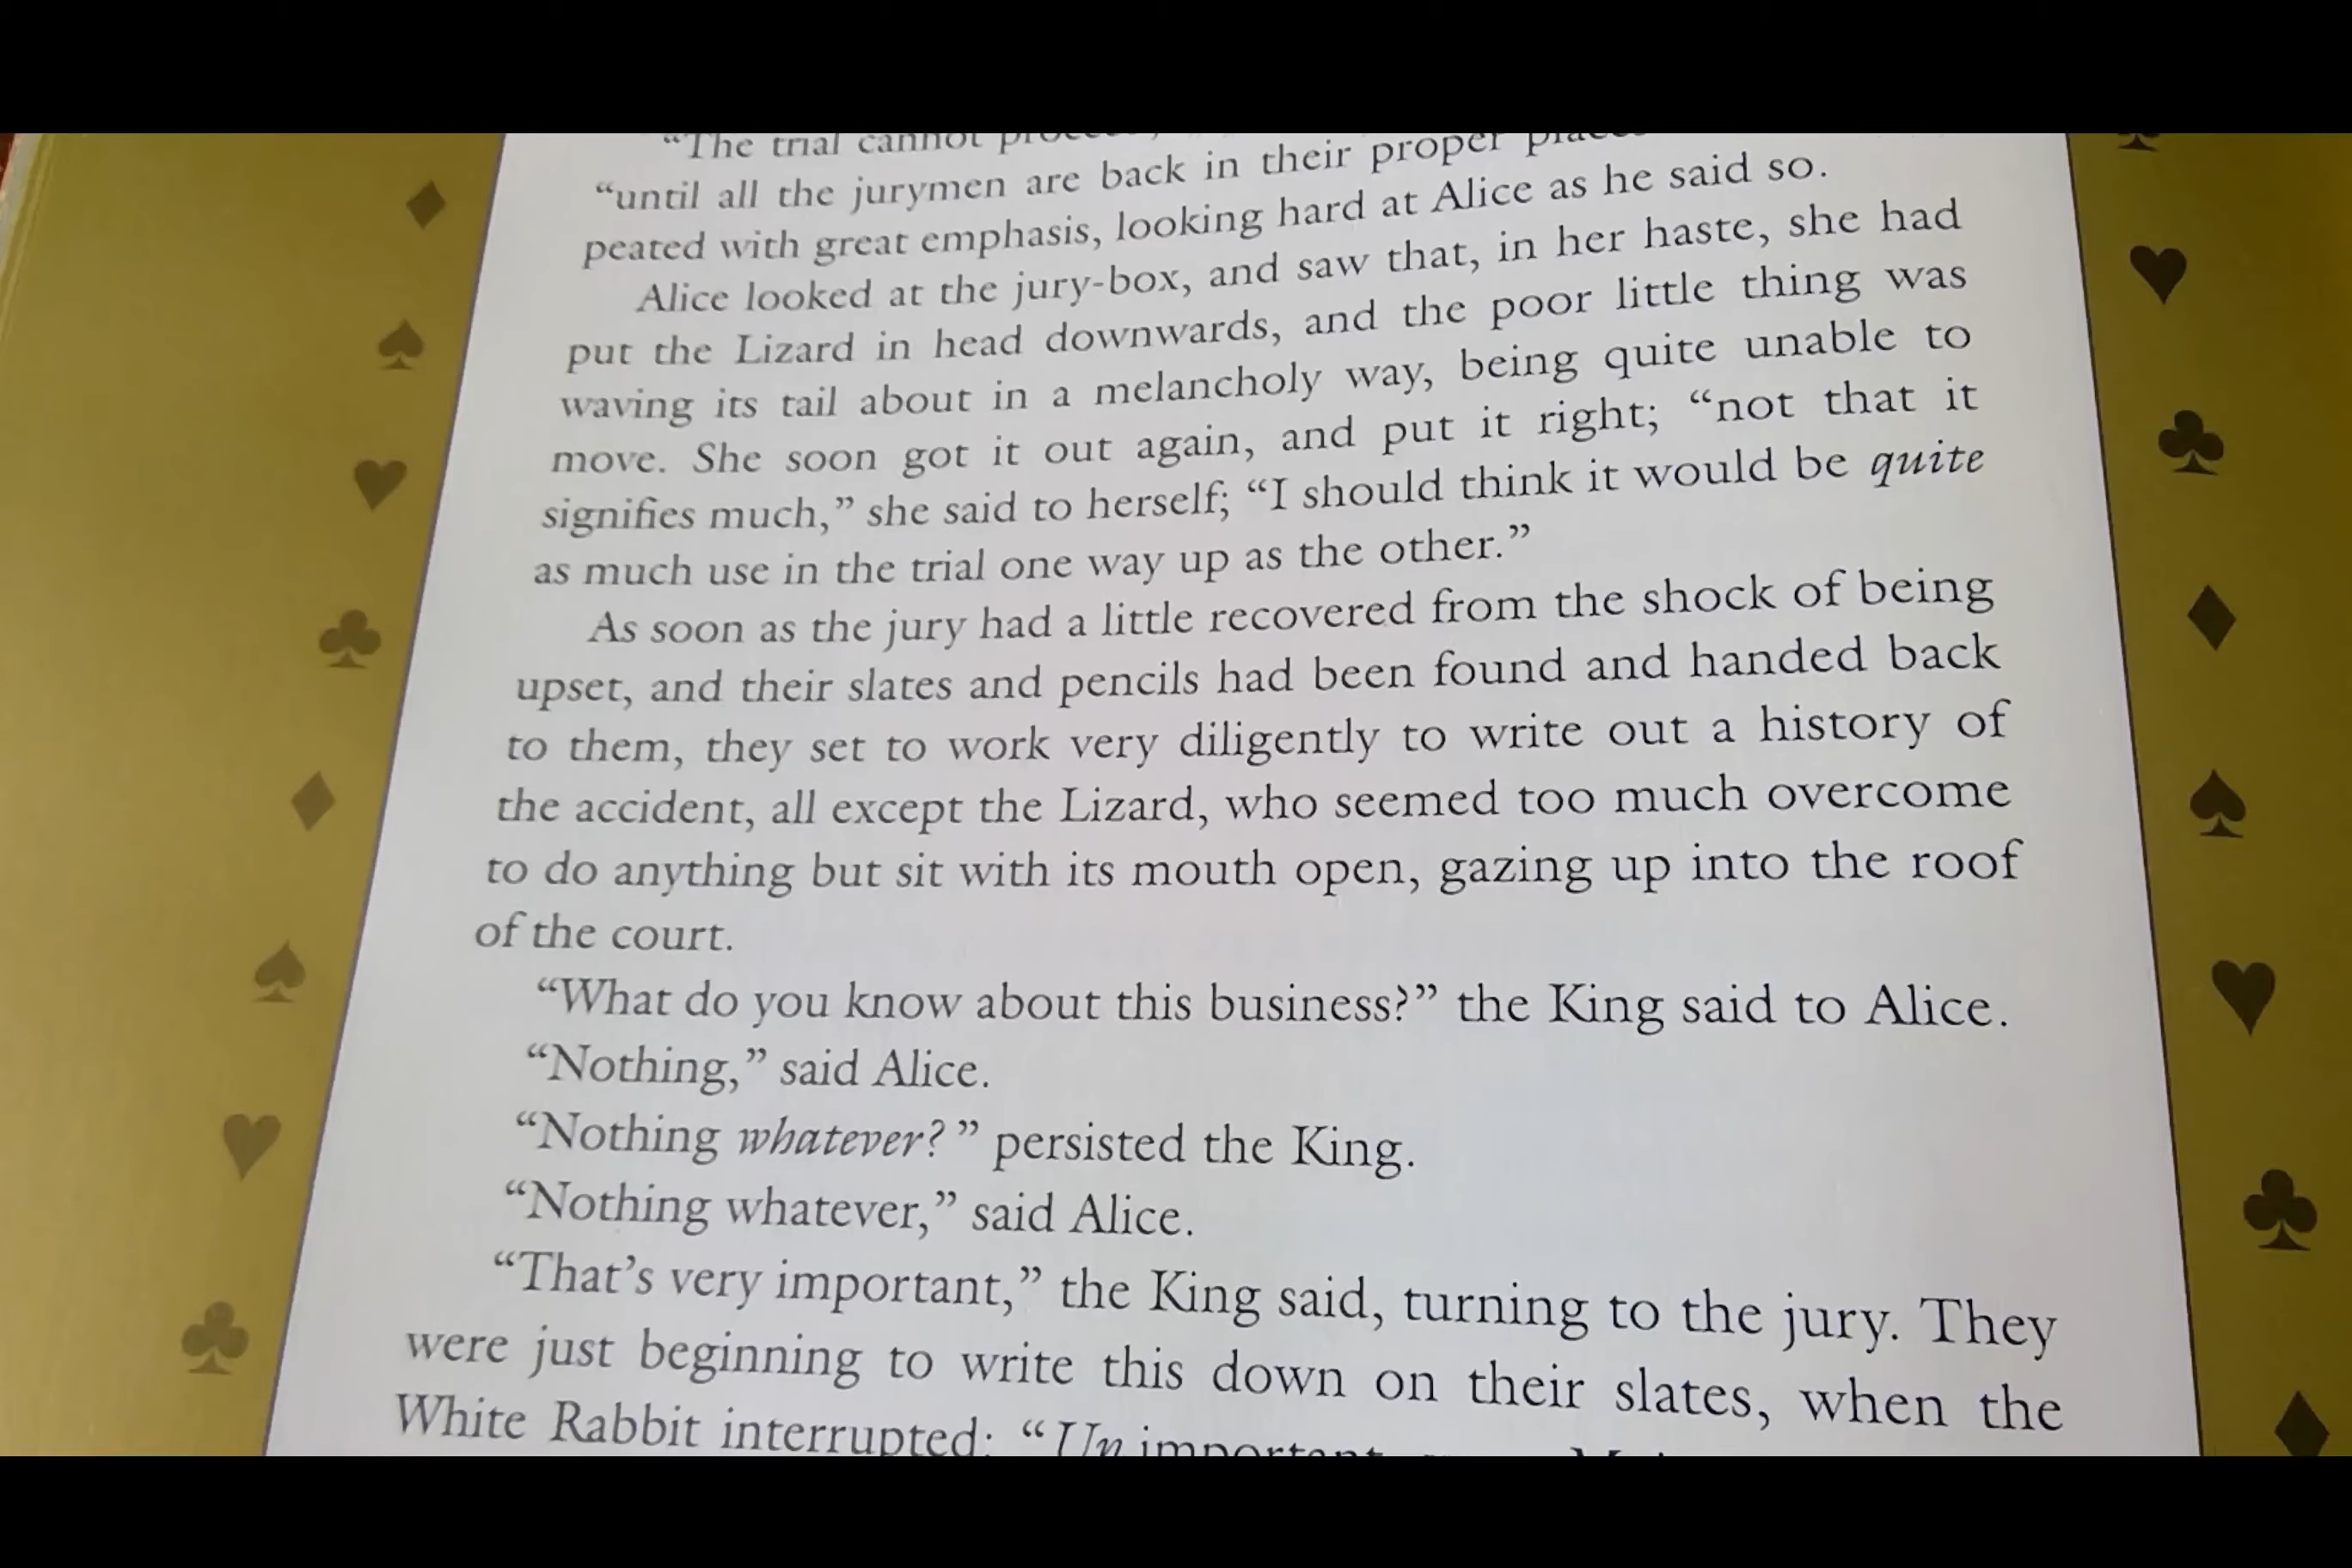 “The trial cannot
“until all the jurymen are back in their proper
peated with great emphasis, looking hard at Alice as he said so.
Alice looked at the jury-box, and saw that, in her haste, she had
put the Lizard in head downwards, and the poor little thing was
waving its tail about in a melancholy way, being quite unable to
move. She soon got it out again, and put it right; “not that it
signifies much,” she said to herself; “I should think it would be quite
as much use in the trial one way up as the other.”
As soon as the jury had a little recovered from the shock of being
upset, and their slates and pencils had been found and handed back
to them, they set to work very diligently to write out a history of
the accident, all except the Lizard, who seemed too much overcome
to do anything but sit with its mouth open, gazing up into the roof
of the court.
“What do you know about this business?” the King said to Alice.
“Nothing,” said Alice.
“Nothing whatever?” persisted the King.
“Nothing whatever,” said Alice.
“That’s very important,” the King said, turning to the jury. They
were just beginning to write this down on their slates, when the
White Rabbit interrupted: “Unimportant